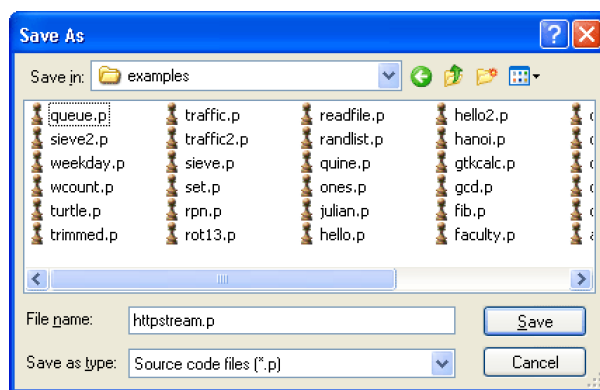 Save As
Save in: examples
queue.p traffic.p readfile.p hello2.p
sieve2.p traffic2.p randlist.p hanoi.p
weekday.p sieve.p quine.p gtkcalc.p
wcount.p set.p ones.p gcd.p
turtle.p rpn.p julian.p fib.p
trimmed.p rot13.p hello.p faculty.p
File name: httpstream.p Save
Save as type: Source code files (*.p) Cancel